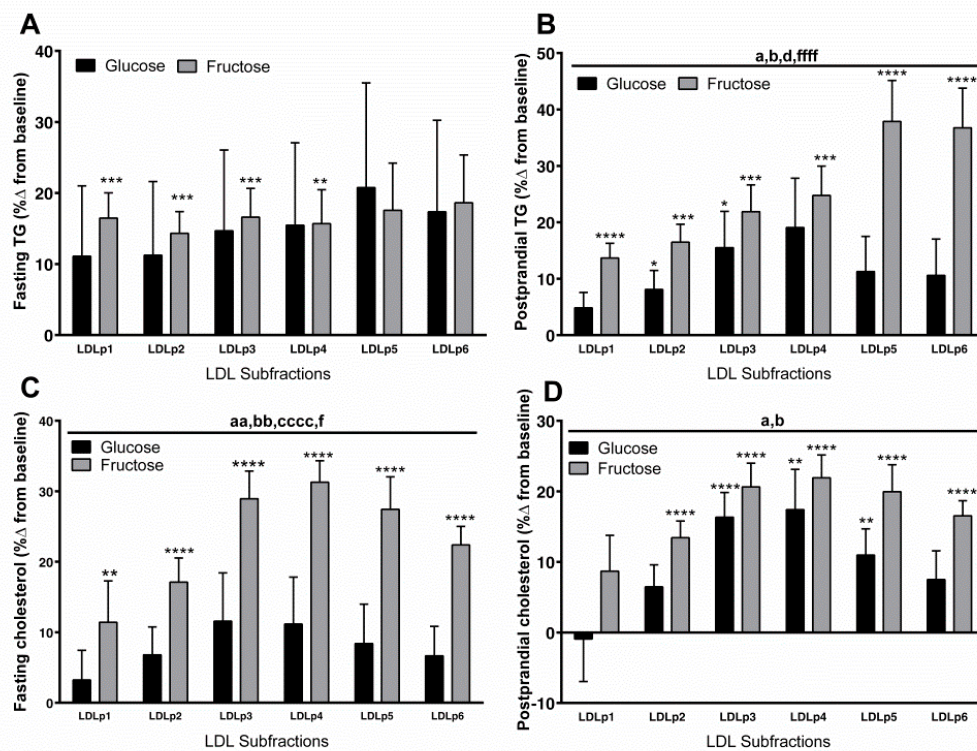 A
Fasting TG (%Δ from baseline)
40
30
20
10
0
Glucose Fructose
*** *** *** **
LDLp1 LDLp2 LDLp3 LDLp4 LDLp5 LDLp6
LDL Subfractions
B
Postprandial TG (%Δ from baseline)
50
40
30
20
10
0
a,b,d,ffff
Glucose Fructose
**** * *** * *** *** **** ****
LDLp1 LDLp2 LDLp3 LDLp4 LDLp5 LDLp6
LDL Subfractions
C
Fasting cholesterol (%Δ from baseline)
40
30
20
10
0
aa,bb,cccc,f
Glucose
Fructose
** **** **** **** **** ****
LDLp1 LDLp2 LDLp3 LDLp4 LDLp5 LDLp6
LDL Subfractions
D
Postprandial cholesterol (%Δ from baseline)
30
20
10
0
-10
a,b
Glucose
Fructose
**** **** **** ** **** ** **** ****
LDLp1 LDLp2 LDLp3 LDLp4 LDLp5 LDLp6
LDL Subfractions